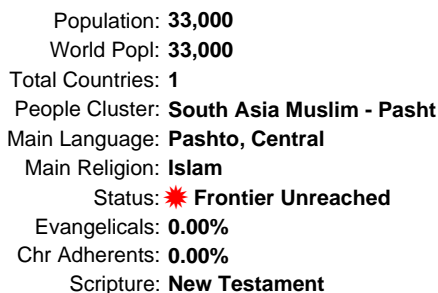 Population: 33,000
World Popl: 33,000
Total Countries: 1
People Cluster: South Asia Muslim - Pasht
Main Language: Pashto, Central
Main Religion: Islam
Status: Frontier Unreached
Evangelicals: 0.00%
Chr Adherents: 0.00%
Scripture: New Testament